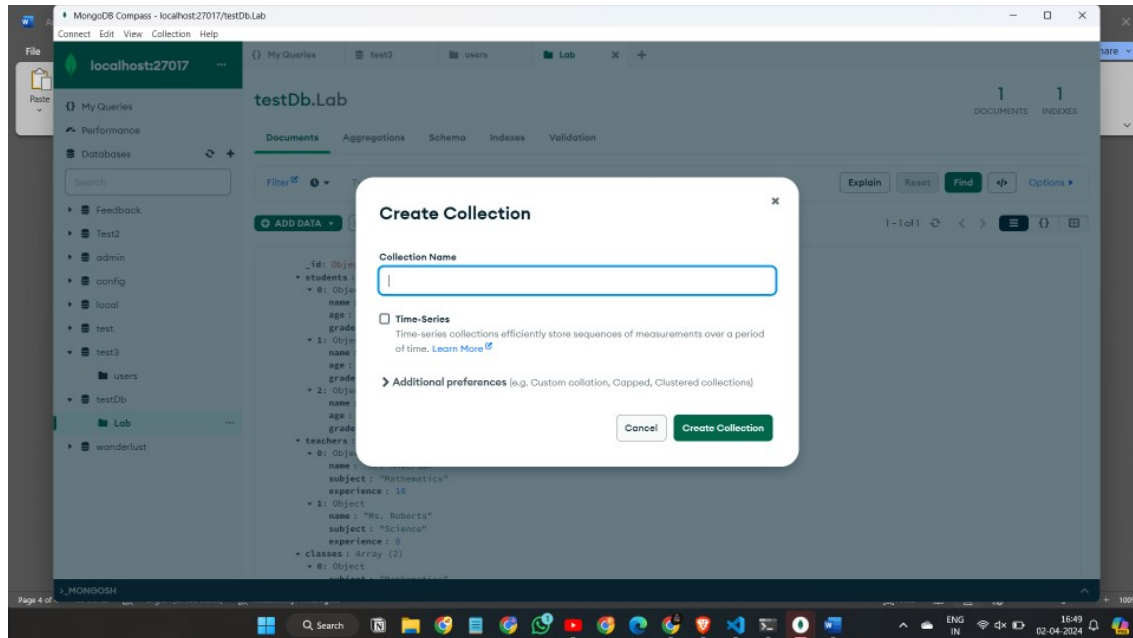 MongoDB Compass - localhost:27017/testDb.Lab
Connect Edit View Collection Help
File
Paste
localhost:27017 ...
{} My Queries
test3
users
Lab
My Queries
Performance
Databases
Search
Feedback
Test2
admin
config
local
test
test3
users
testDb
Lab ...
wonderlust
testDb.Lab
1 DOCUMENTS
1 INDEXES
Documents Aggregations Schema Indexes Validation
Filter
Explain Reset Find </> Options
ADD DATA
1-1 of 1
{}
_id:
students :
0:
name
age :
grade
1:
name
age :
grade
2:
name
age :
grade
teachers :
0:
name :
subject : "Mathematics"
experience : 10
1: Object
name : "Ms. Roberts"
subject : "Science"
experience : 8
classes : Array (2)
0: Object
Create Collection
Collection Name
Time-Series
Time-series collections efficiently store sequences of measurements over a period
of time. Learn More
Additional preferences (e.g. Custom collation, Capped, Clustered collections)
Cancel Create Collection
>_MONGOSH
Page 4 of
Search
ENG
IN
16:49
02-04-2024